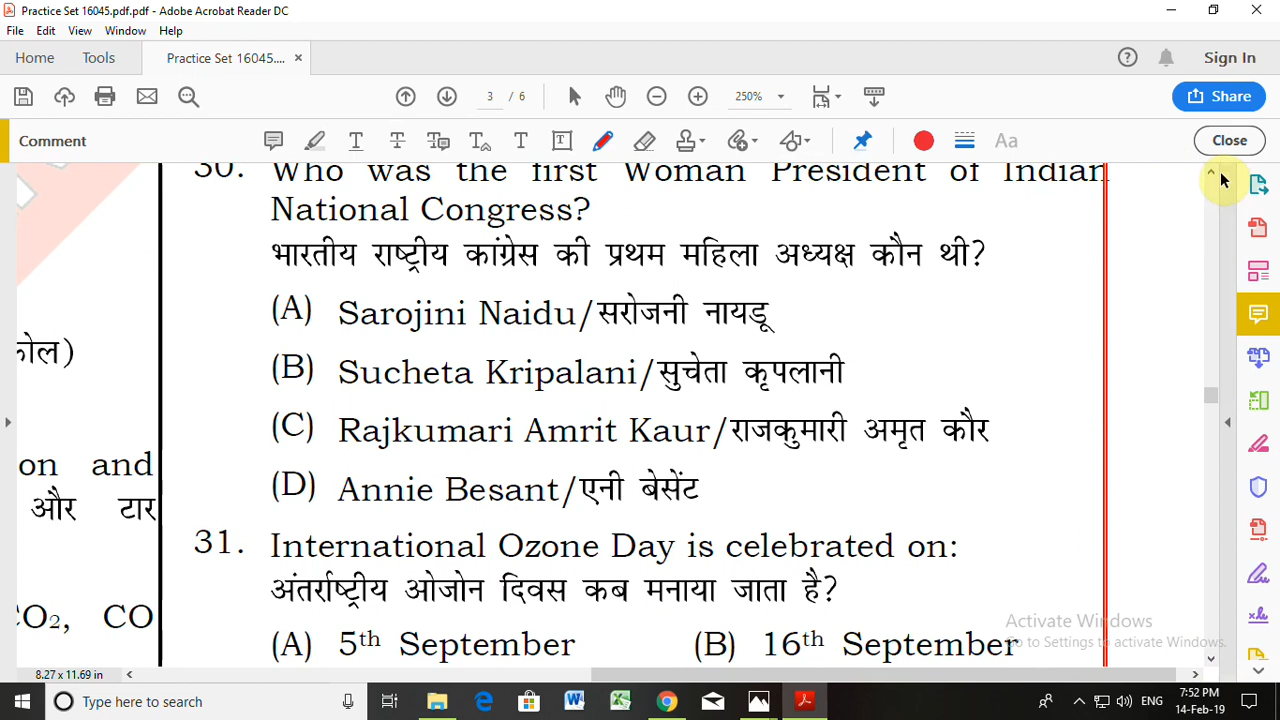 Practice Set 16045.pdf.pdf - Adobe Acrobat Reader DC
File Edit View Window Help
Home Tools Practice Set 16045.... × Sign In
3 / 6 250% Share
Comment Aa Close
30. Who was the first Woman President of Indian
National Congress?
भारतीय राष्ट्रीय कांग्रेस की प्रथम महिला अध्यक्ष कौन थी?
(A) Sarojini Naidu/सरोजनी नायडू
(B) Sucheta Kripalani/सुचेता कृपलानी
(C) Rajkumari Amrit Kaur/राजकुमारी अमृत कौर
(D) Annie Besant/एनी बेसेंट
31. International Ozone Day is celebrated on:
अंतर्राष्ट्रीय ओजोन दिवस कब मनाया जाता है?
(A) 5th September (B) 16th September
on and
और टार
CO2, CO
Activate Windows
Go to Settings to activate Windows.
8.27 x 11.69 in
Type here to search
ENG
7:52 PM
14-Feb-19